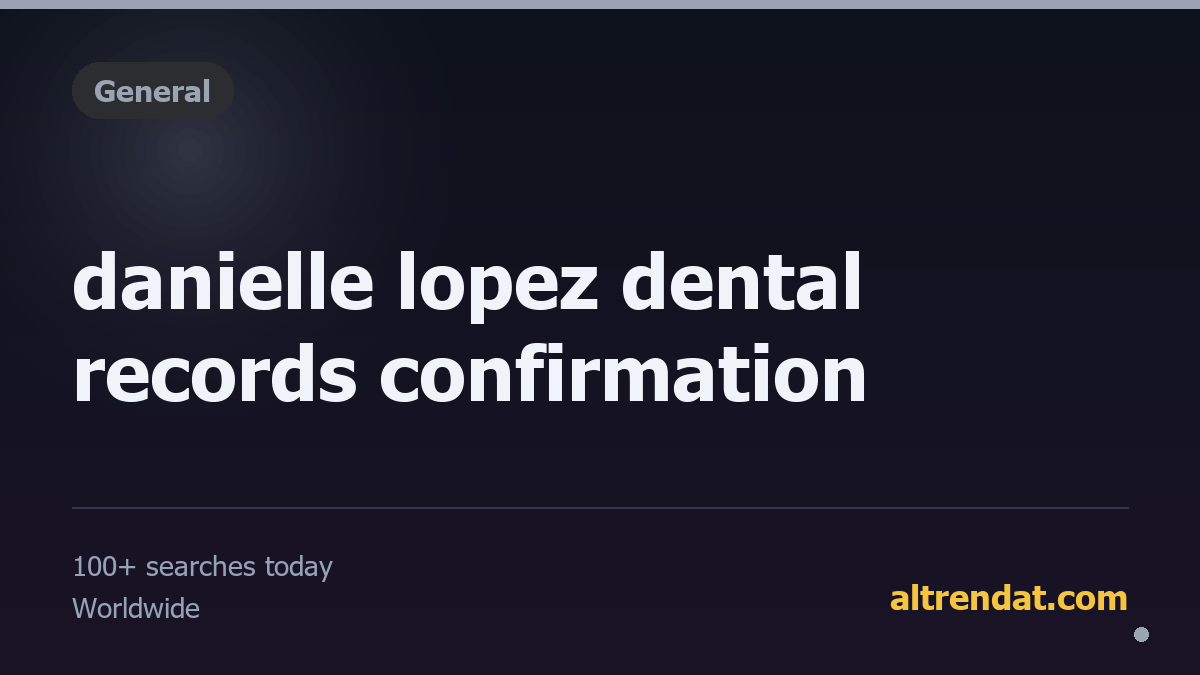 General
danielle lopez dental
records confirmation
100+ searches today
Worldwide
altrendat.com